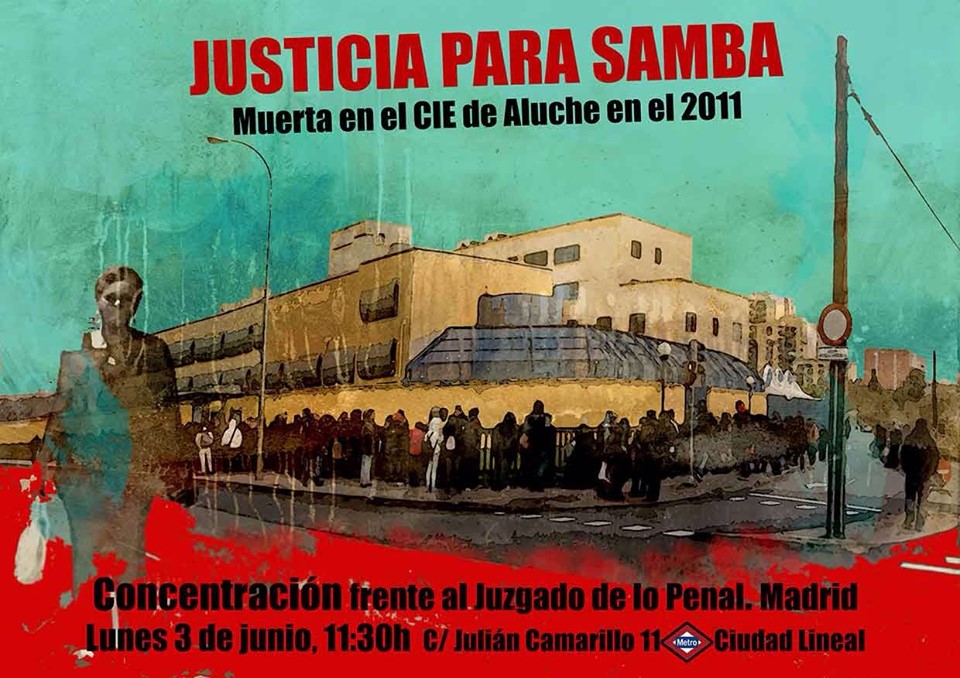 JUSTICIA PARA SAMBA
Muerta en el CIE de Aluche en el 2011
Concentración frente al Juzgado de lo Penal. Madrid
Lunes 3 de junio, 11:30h C/ Julián Camarillo 11 Metro Ciudad Lineal